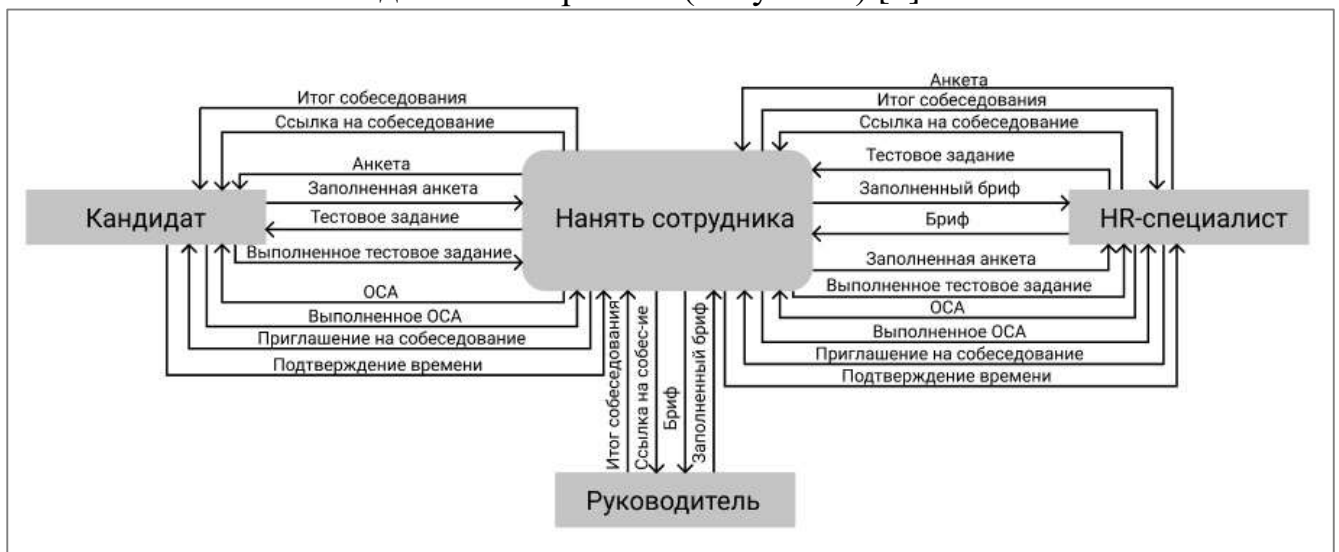 Анкета
Итог собеседования
Итог собеседования
Ссылка на собеседование
Ссылка на собеседование
Анкета
Тестовое задание
Заполненная анкета
Заполненный бриф
Кандидат
Тестовое задание
Нанять сотрудника
Бриф
HR-специалист
Выполненное тестовое задание
Заполненная анкета
Выполненное тестовое задание
ОСА
ОСА
Выполненное ОСА
Выполненное ОСА
Приглашение на собеседование
Приглашение на собеседование
Подтверждение времени
Подтверждение времени
Итог собеседования
Ссылка на собес-ие
Бриф
Заполненный бриф
Руководитель